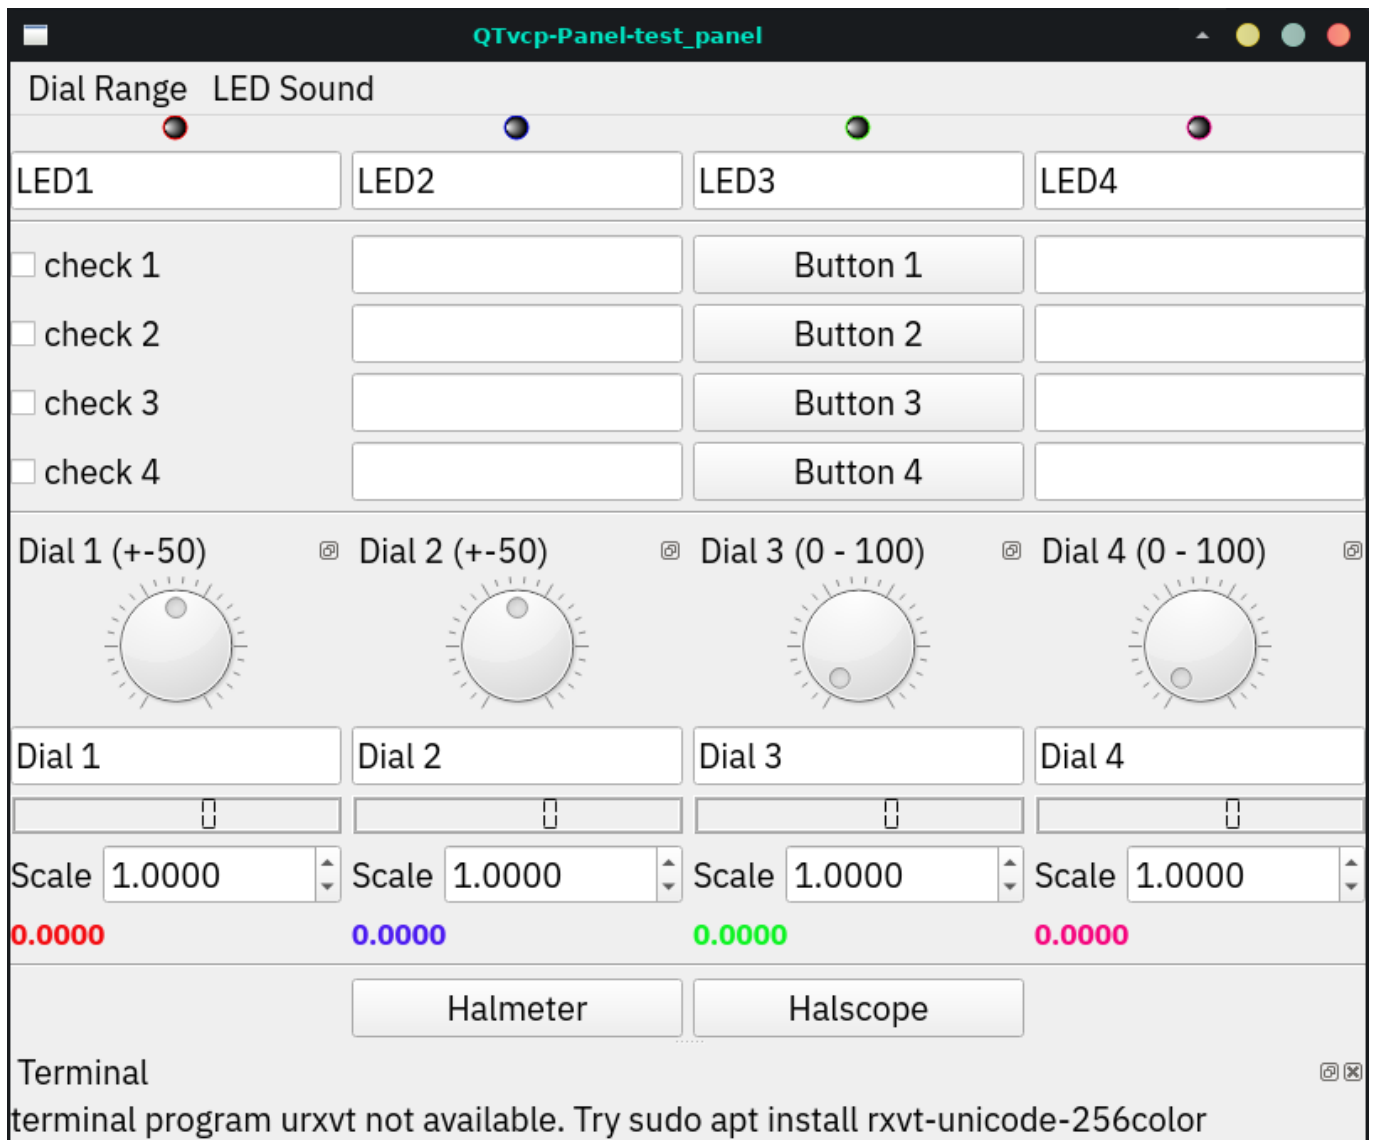 QTvcp-Panel-test_panel
Dial Range LED Sound
LED1 LED2 LED3 LED4
check 1 Button 1
check 2 Button 2
check 3 Button 3
check 4 Button 4
Dial 1 (+-50) Dial 2 (+-50) Dial 3 (0 - 100) Dial 4 (0 - 100)
Dial 1 Dial 2 Dial 3 Dial 4
0 0 0 0
Scale 1.0000 Scale 1.0000 Scale 1.0000 Scale 1.0000
0.0000 0.0000 0.0000 0.0000
Halmeter Halscope
Terminal
terminal program urxvt not available. Try sudo apt install rxvt-unicode-256color